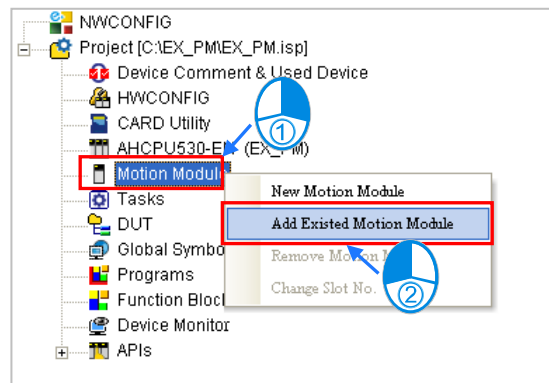 NWCONFIG
Project [C:\EX_PM\EX_PM.isp]
Device Comment & Used Device
HWCONFIG
CARD Utility
AHCPU530-EN (EX_PM)
Motion Module
①
New Motion Module
Tasks
Add Existed Motion Module
DUT
Remove Motion
Global Symbo
Change Slot No.
②
Programs
Function Bloc
Device Monitor
APIs